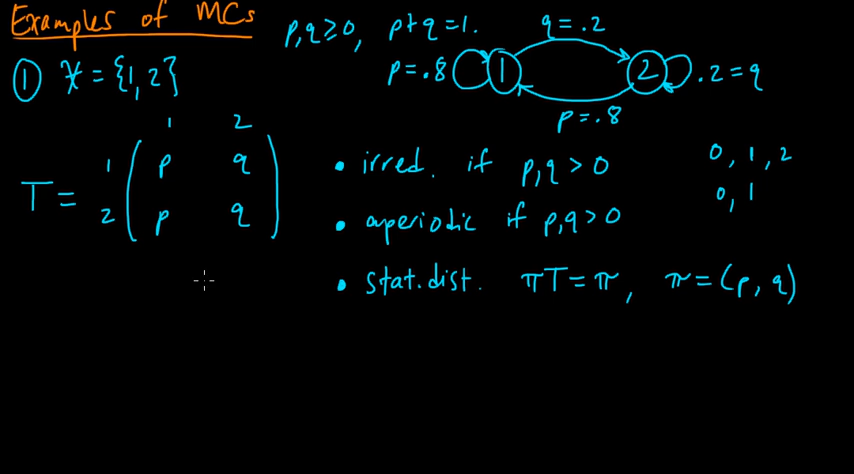 Examples of MCs
p,q ≥ 0, p+q = 1.
① 𝒳 = {1,2}
q = .2
p = .8 1 2 .2 = q
p = .8
1 2
T = 1 ( p q )
2 ( p q )
• irred. if p,q > 0
0, 1, 2
0, 1
• aperiodic if p,q > 0
• stat. dist. πT = π, π = (p, q)